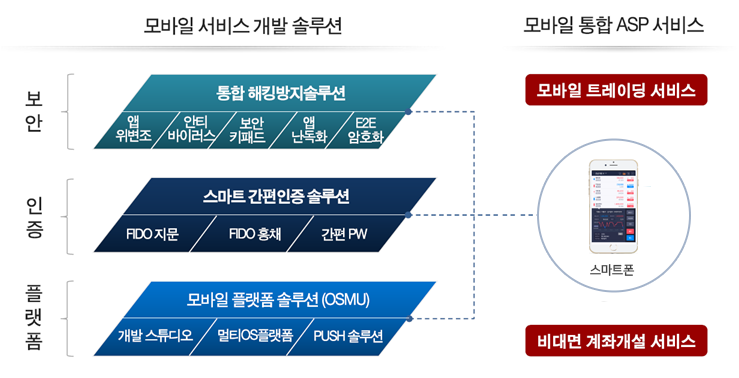 모바일 서비스 개발 솔루션
모바일 통합 ASP 서비스
보안
통합 해킹방지솔루션
앱
위변조
안티
바이러스
보안
키패드
앱
난독화
E2E
암호화
인증
스마트 간편인증 솔루션
FIDO 지문
FIDO 홍채
간편 PW
플랫폼
모바일 플랫폼 솔루션 (OSMU)
개발 스튜디오
멀티OS플랫폼
PUSH 솔루션
모바일 트레이딩 서비스
스마트폰
비대면 계좌개설 서비스